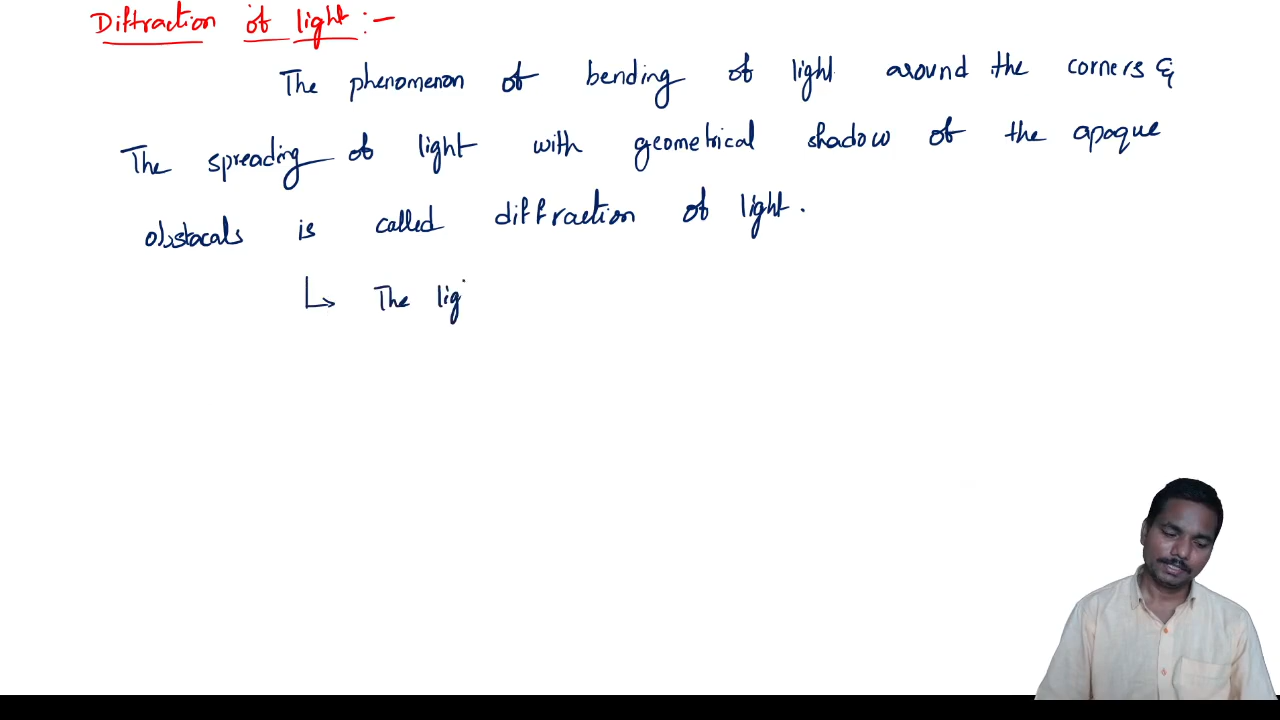 Diffraction of light :-
The phenomenon of bending of light around the corners &
The spreading of light with geometrical shadow of the apaque
obstacals is called diffraction of light.
↳ The lig